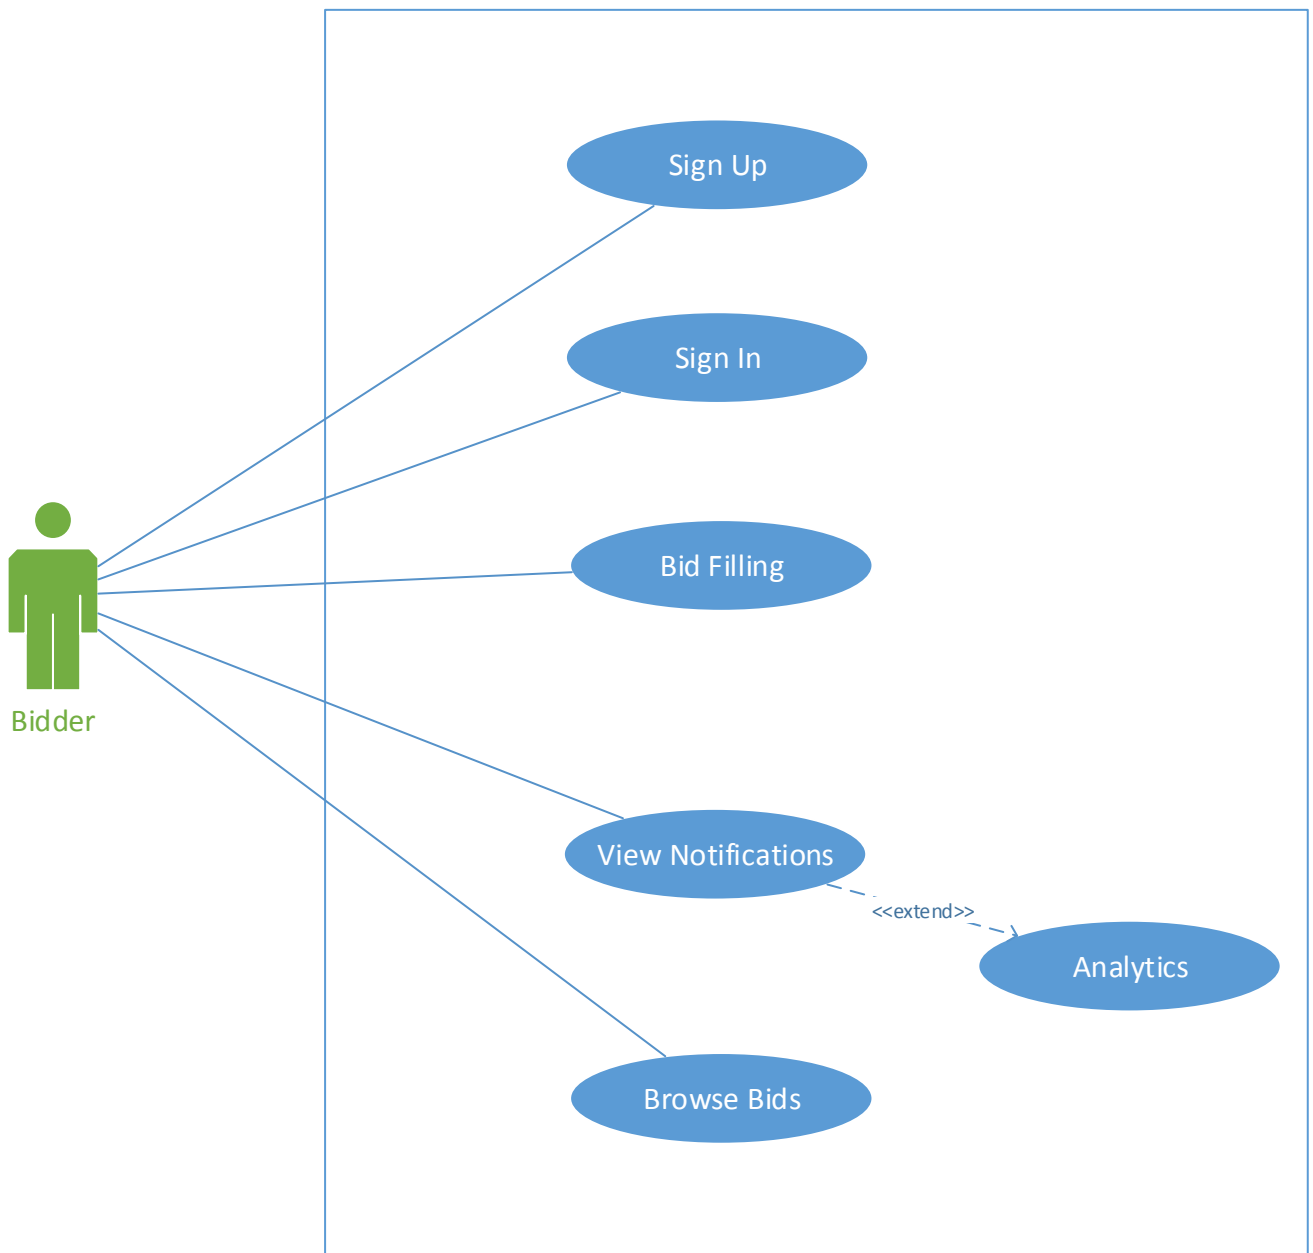 Sign Up
Sign In
Bid Filling
Bidder
View Notifications
<<extend>>
Analytics
Browse Bids